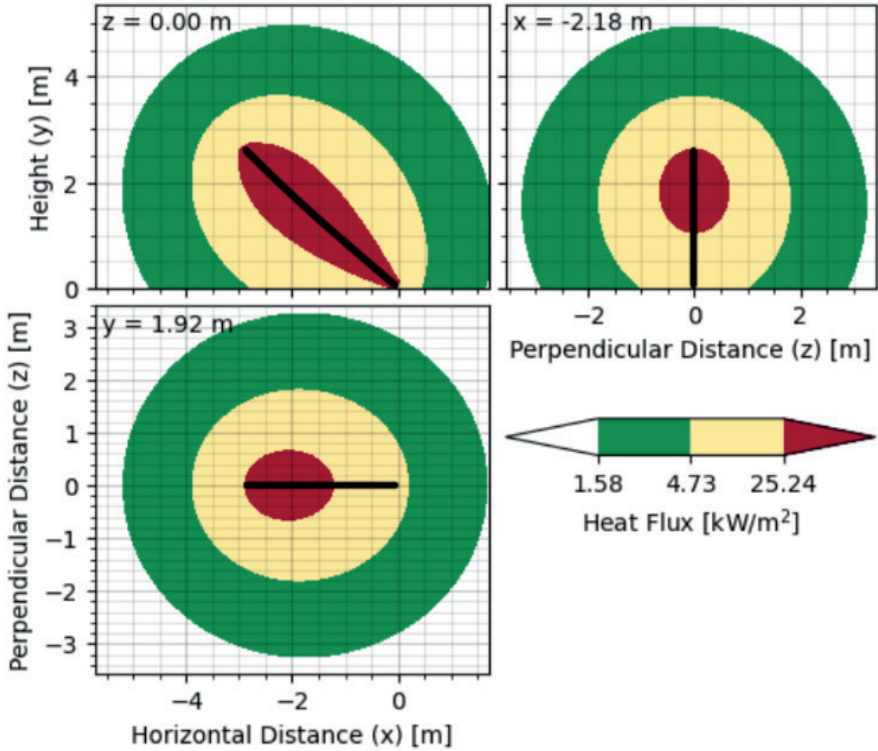 z = 0.00 m
x = -2.18 m
Height (y) [m]
4
2
0
−2
0
2
Perpendicular Distance (z) [m]
y = 1.92 m
Perpendicular Distance (z) [m]
3
2
1
0
−1
−2
−3
−4
−2
0
Horizontal Distance (x) [m]
1.58
4.73
25.24
Heat Flux [kW/m²]